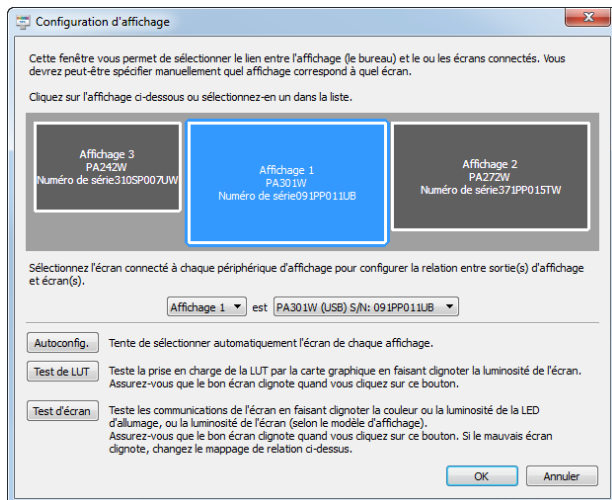 Configuration d'affichage
Cette fenêtre vous permet de sélectionner le lien entre l'affichage (le bureau) et le ou les écrans connectés. Vous
devrez peut-être spécifier manuellement quel affichage correspond à quel écran.
Cliquez sur l'affichage ci-dessous ou sélectionnez-en un dans la liste.
Affichage 3
PA242W
Numéro de série310SP007UW
Affichage 1
PA301W
Numéro de série091PP011UB
Affichage 2
PA272W
Numéro de série371PP015TW
Sélectionnez l'écran connecté à chaque périphérique d'affichage pour configurer la relation entre sortie(s) d'affichage
et écran(s).
Affichage 1 est PA301W (USB) S/N: 091PP011UB
Autoconfig. Tente de sélectionner automatiquement l'écran de chaque affichage.
Test de LUT Teste la prise en charge de la LUT par la carte graphique en faisant clignoter la luminosité de l'écran.
Assurez-vous que le bon écran clignote quand vous cliquez sur ce bouton.
Test d'écran Teste les communications de l'écran en faisant clignoter la couleur ou la luminosité de la LED
d'allumage, ou la luminosité de l'écran (selon le modèle d'affichage).
Assurez-vous que le bon écran clignote quand vous cliquez sur ce bouton. Si le mauvais écran
clignote, changez le mappage de relation ci-dessus.
OK Annuler